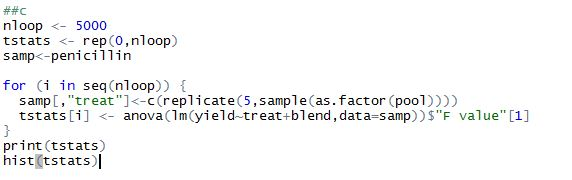 ##c
nloop <- 5000
tstats <- rep(0,nloop)
samp<-penicillin

for (i in seq(nloop)) {
  samp[,"treat"]<-c(replicate(5,sample(as.factor(pool))))
  tstats[i] <- anova(lm(yield~treat+blend,data=samp))$"F value"[1]
}
print(tstats)
hist(tstats)